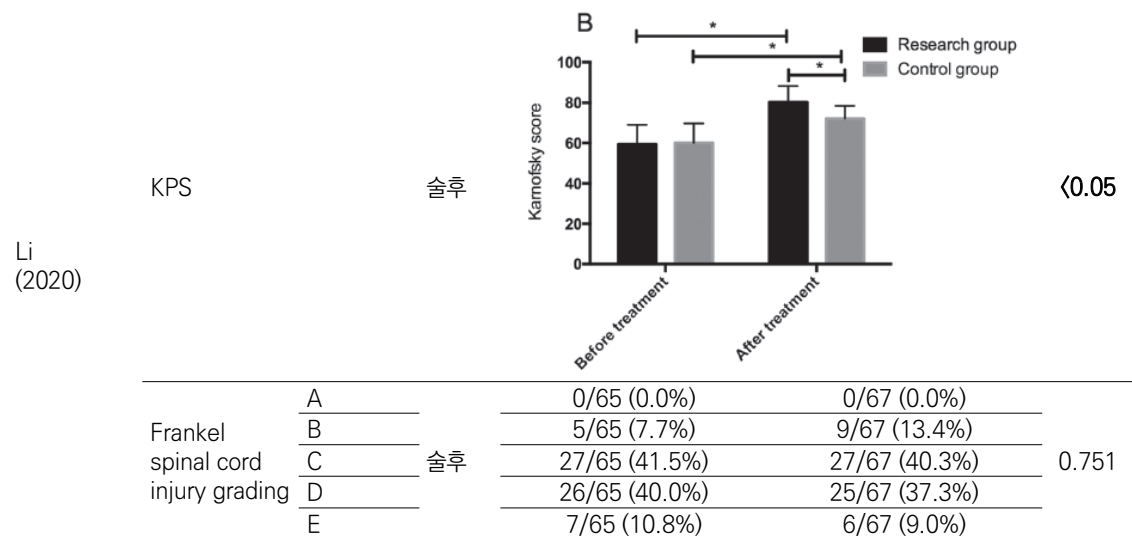 B
*
*
*
Research group
Control group
100
80
60
40
20
0
Karnofsky score
Before treatment
After treatment
KPS
술후
<0.05
Li
(2020)
Frankel
spinal cord
injury grading
술후
A 0/65 (0.0%) 0/67 (0.0%)
B 5/65 (7.7%) 9/67 (13.4%)
C 27/65 (41.5%) 27/67 (40.3%)
D 26/65 (40.0%) 25/67 (37.3%)
E 7/65 (10.8%) 6/67 (9.0%)
0.751